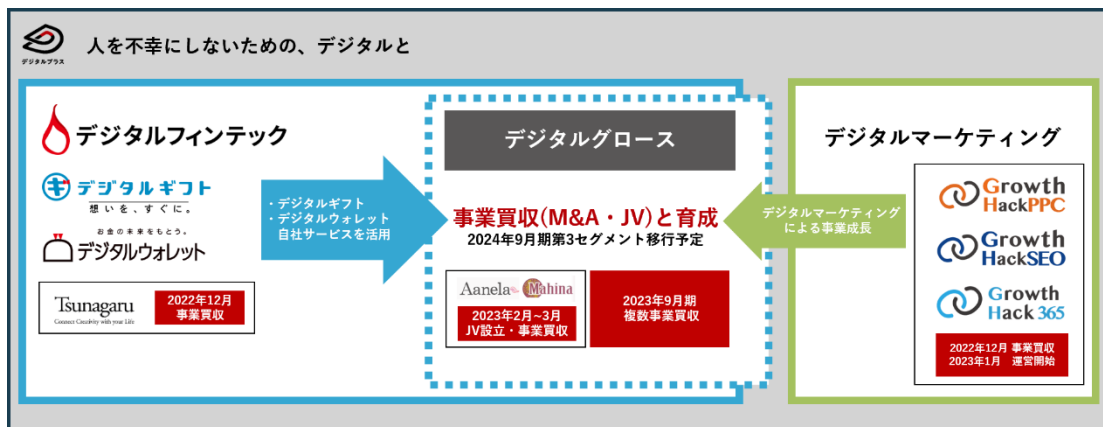 デジタルプラス
人を不幸にしないための、デジタルと
デジタルフィンテック
デジタルギフト
想いを、すぐに。
お金の未来をもとう。
デジタルウォレット
Tsunagaru
Connect Creativity with your Life
2022年12月
事業買収
・デジタルギフト
・デジタルウォレット
自社サービスを活用
デジタルグロース
事業買収(M&A・JV)と育成
2024年9月期第3セグメント移行予定
Aanela Mahina
2023年2月~3月
JV設立・事業買収
2023年9月期
複数事業買収
デジタルマーケティング
による事業成長
デジタルマーケティング
Growth
HackPPC
Growth
HackSEO
Growth
Hack 365
2022年12月 事業買収
2023年1月 運営開始